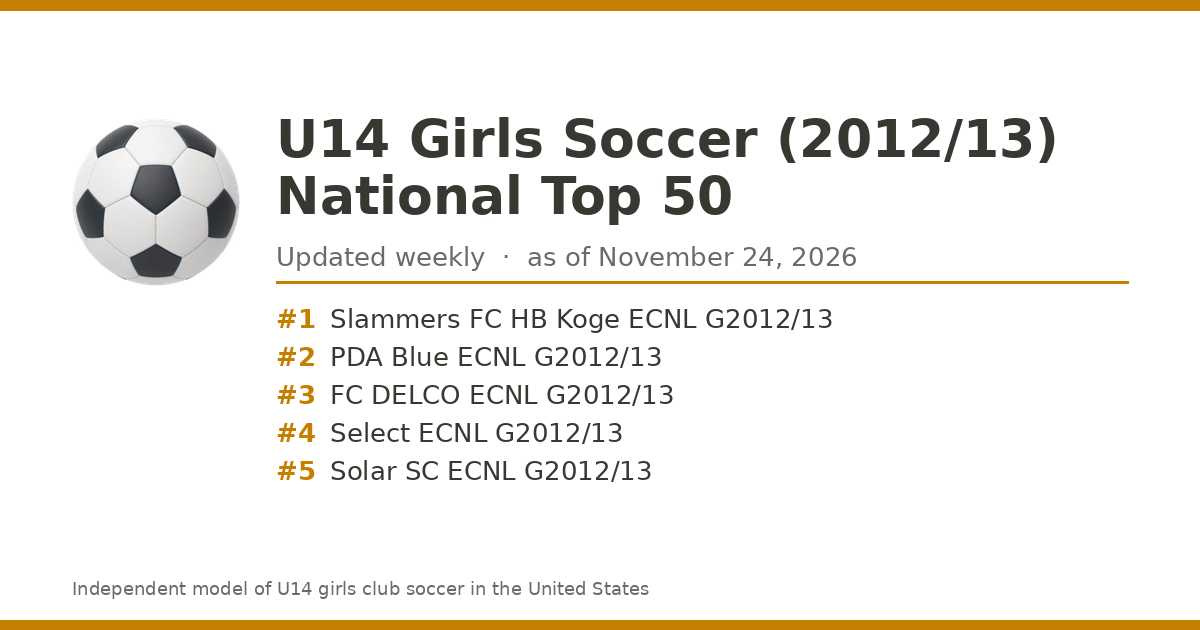 U14 Girls Soccer (2012/13)
National Top 50
Updated weekly · as of November 24, 2026
#1 Slammers FC HB Koge ECNL G2012/13
#2 PDA Blue ECNL G2012/13
#3 FC DELCO ECNL G2012/13
#4 Select ECNL G2012/13
#5 Solar SC ECNL G2012/13
Independent model of U14 girls club soccer in the United States